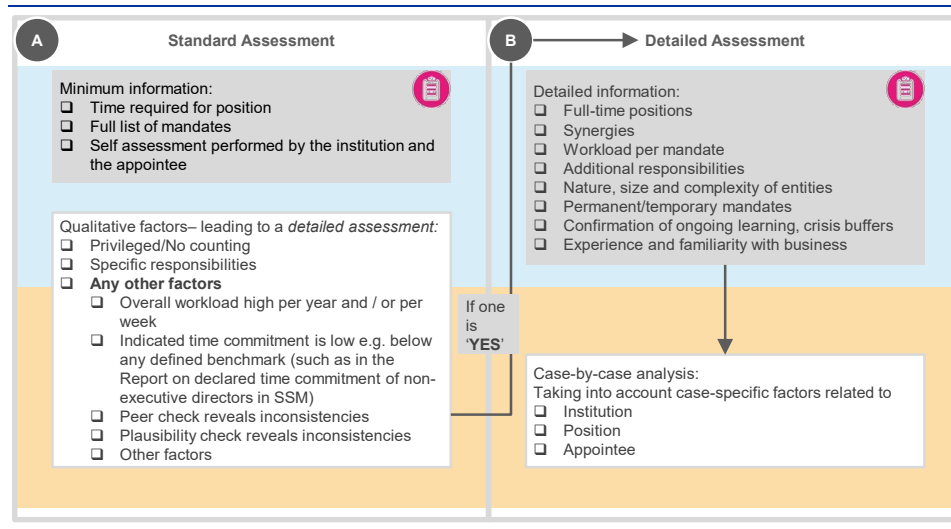 A
Standard Assessment
Minimum information:
❑ Time required for position
❑ Full list of mandates
❑ Self assessment performed by the institution and
the appointee
Qualitative factors– leading to a detailed assessment:
❑ Privileged/No counting
❑ Specific responsibilities
❑ Any other factors
❑ Overall workload high per year and / or per
week
❑ Indicated time commitment is low e.g. below
any defined benchmark (such as in the
Report on declared time commitment of non-
executive directors in SSM)
❑ Peer check reveals inconsistencies
❑ Plausibility check reveals inconsistencies
❑ Other factors
If one
is
‘YES’
B
Detailed Assessment
Detailed information:
❑ Full-time positions
❑ Synergies
❑ Workload per mandate
❑ Additional responsibilities
❑ Nature, size and complexity of entities
❑ Permanent/temporary mandates
❑ Confirmation of ongoing learning, crisis buffers
❑ Experience and familiarity with business
Case-by-case analysis:
Taking into account case-specific factors related to
❑ Institution
❑ Position
❑ Appointee